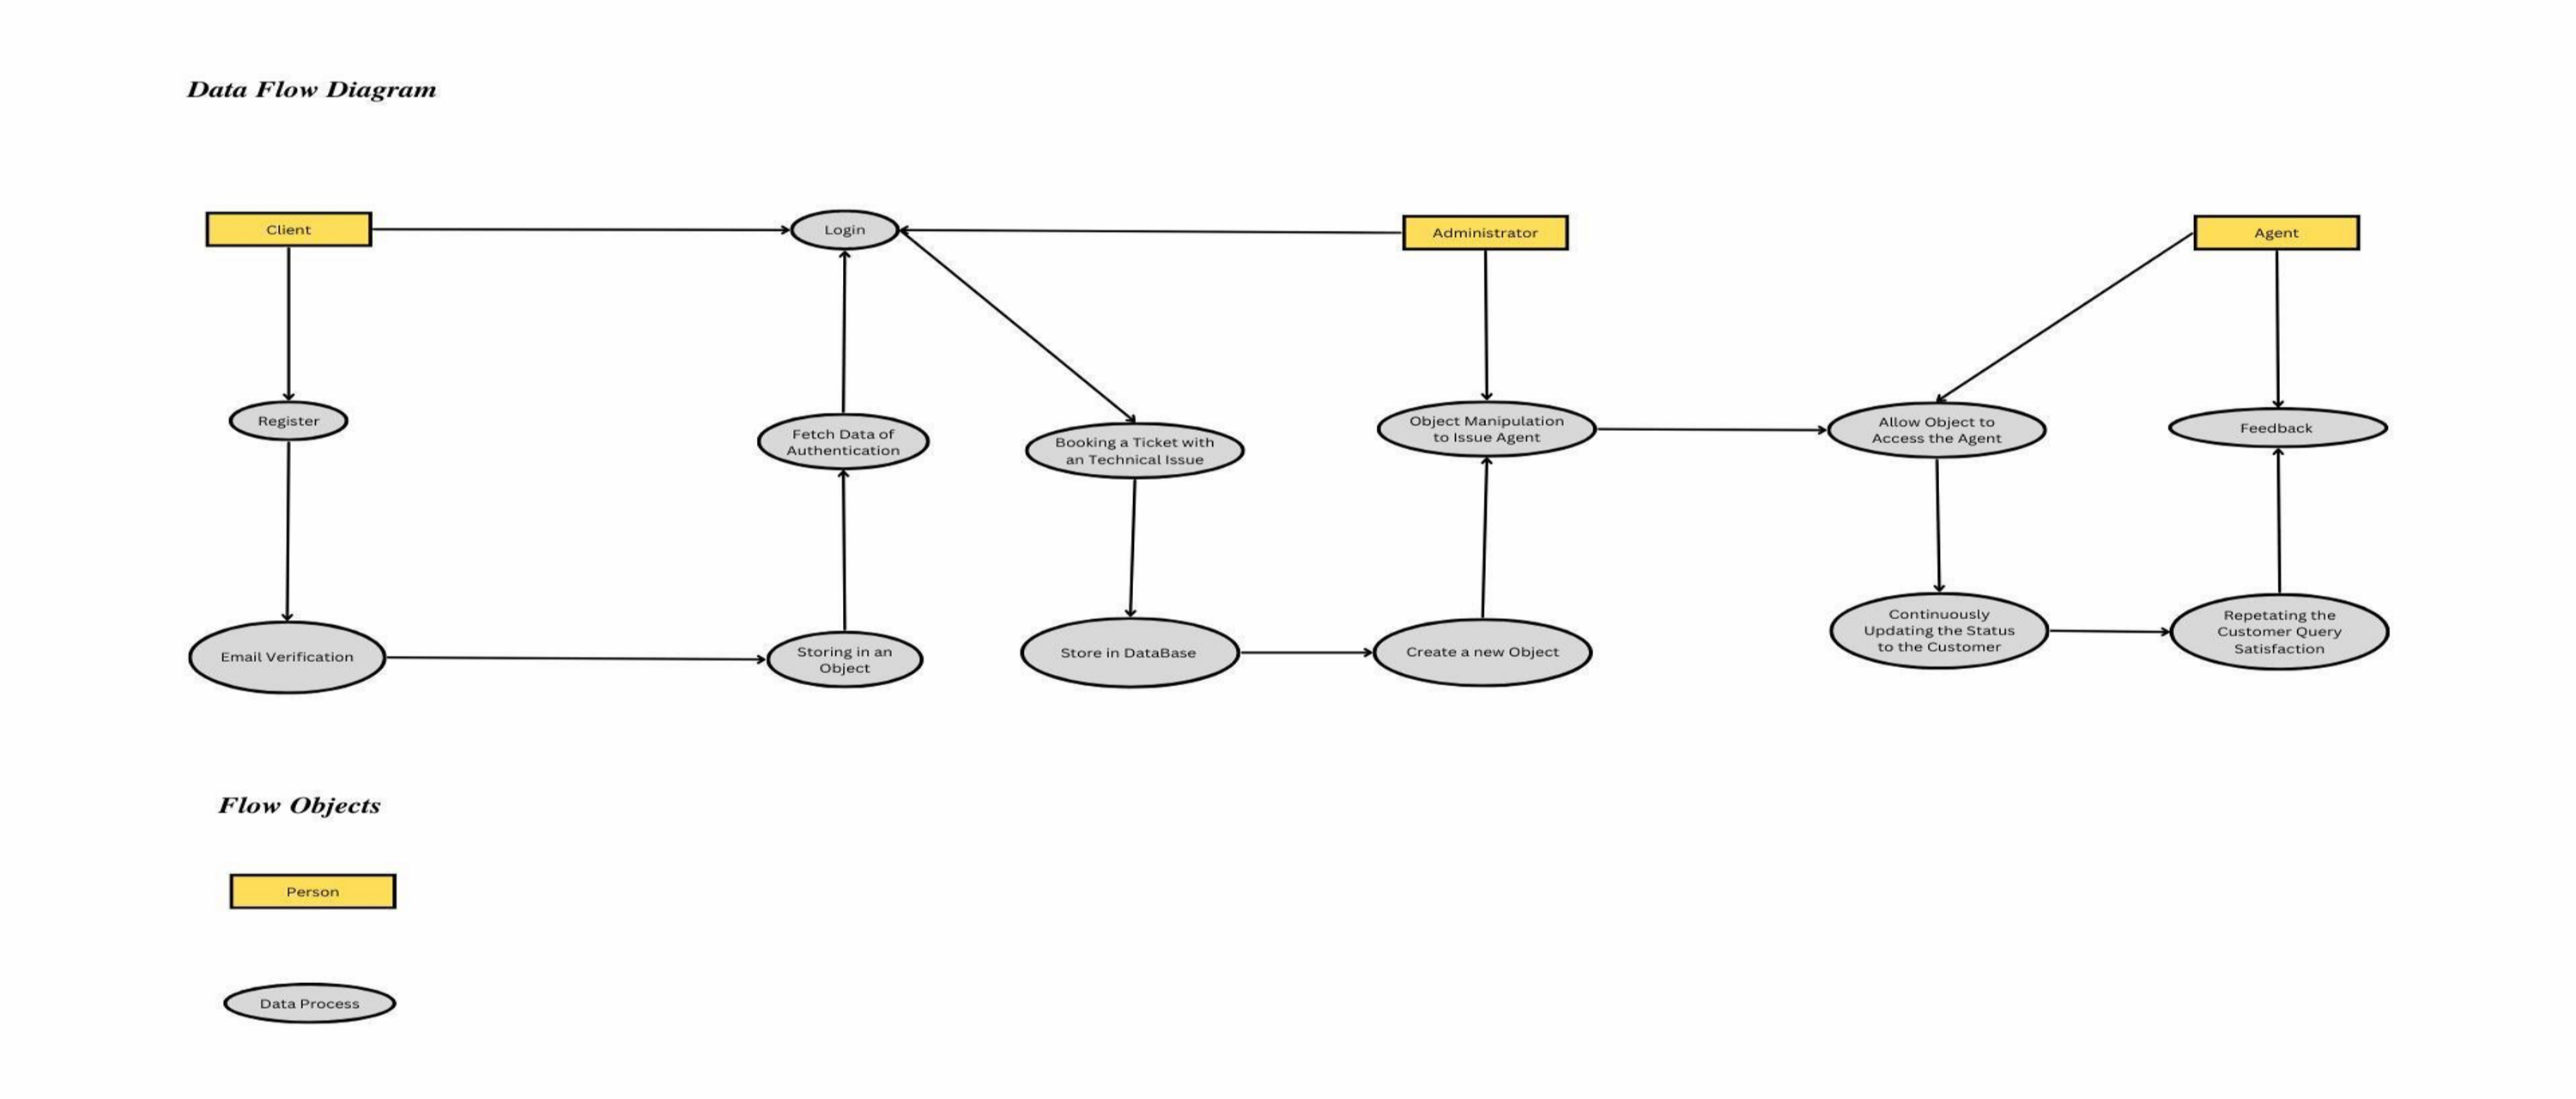 Data Flow Diagram
Client
Login
Administrator
Agent
Register
Fetch Data of
Authentication
Booking a Ticket with
an Technical Issue
Object Manipulation
to Issue Agent
Allow Object to
Access the Agent
Feedback
Email Verification
Storing in an
Object
Store in DataBase
Create a new Object
Continuously
Updating the Status
to the Customer
Repetating the
Customer Query
Satisfaction
Flow Objects
Person
Data Process